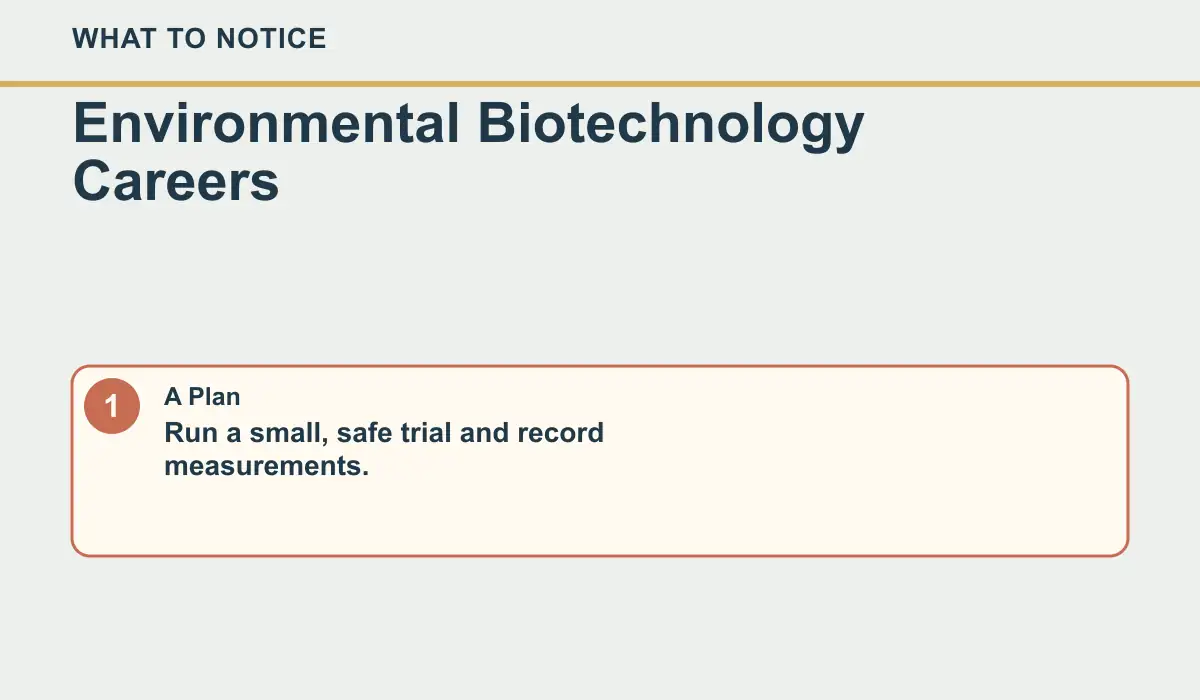 WHAT TO NOTICE
Environmental Biotechnology
Careers
1
A Plan
Run a small, safe trial and record
measurements.